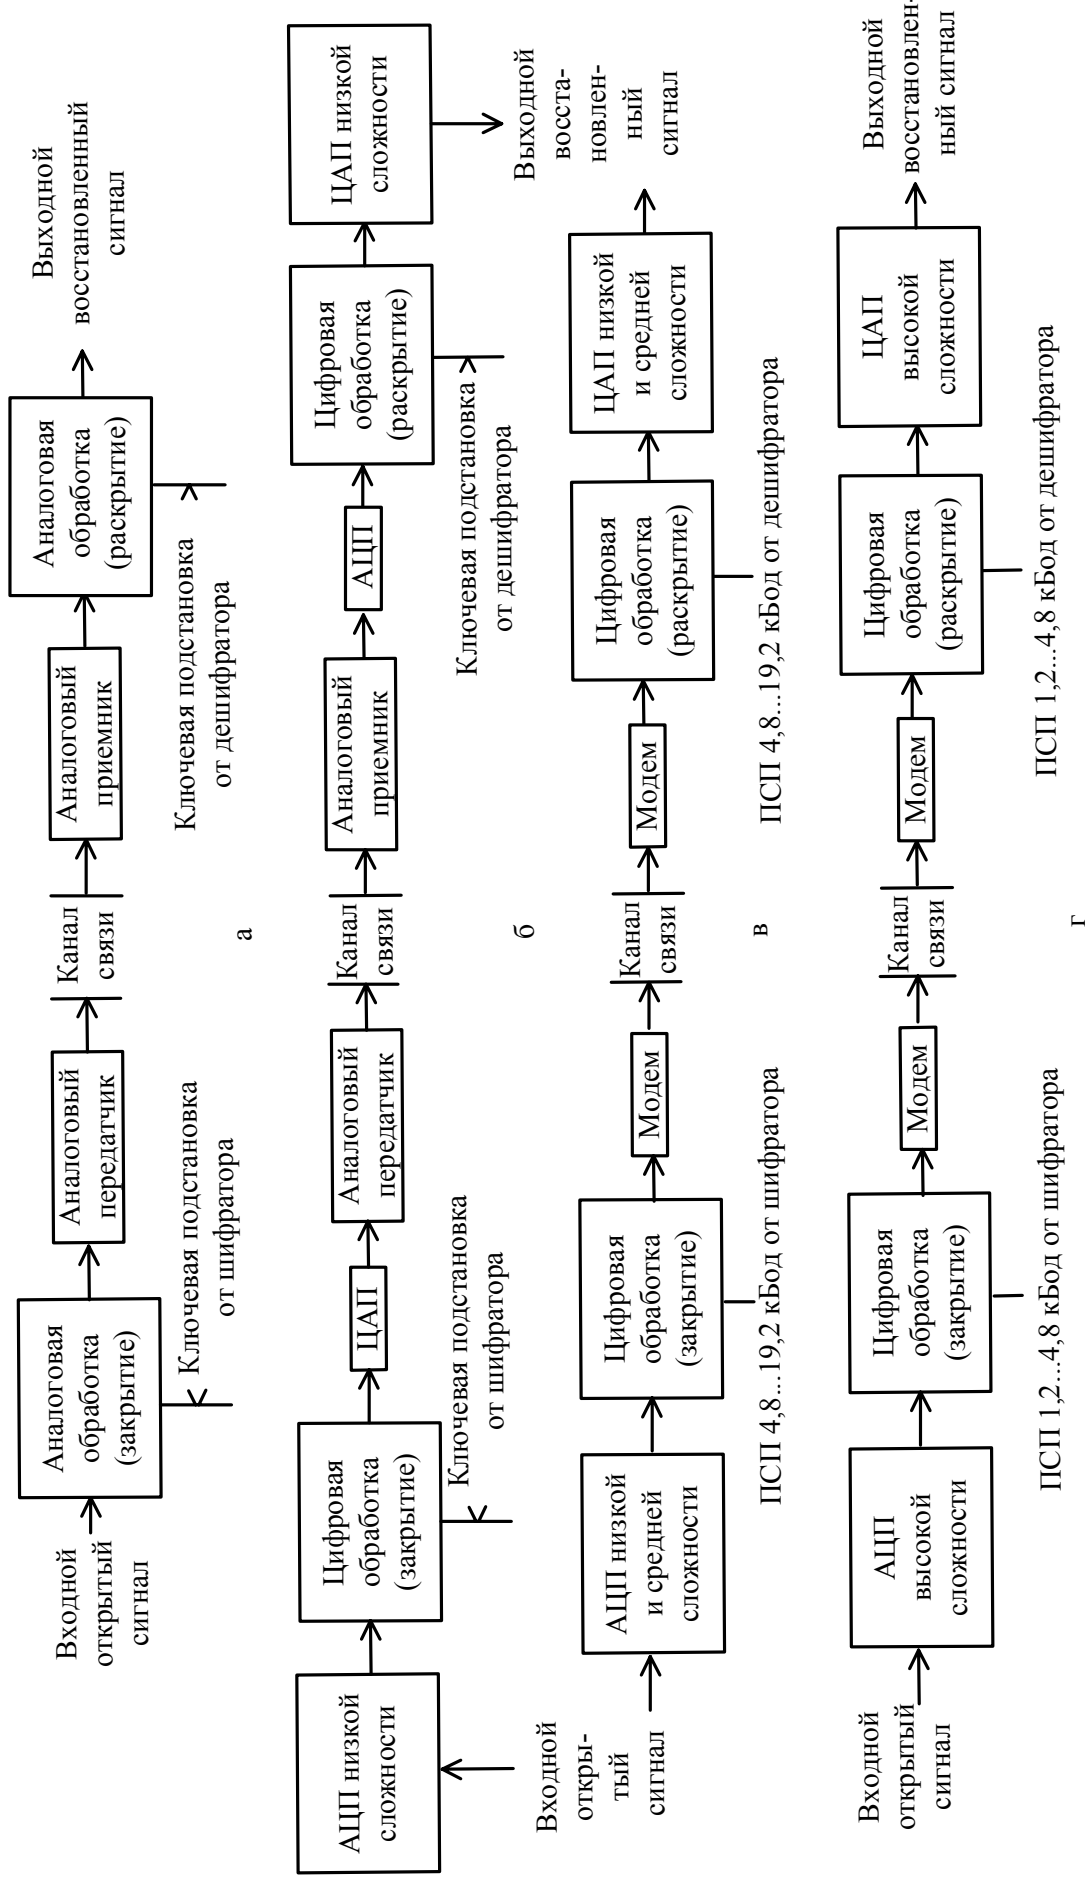 Входной
открытый
сигнал
Аналоговая
обработка
(закрытие)
Ключевая подстановка
от шифратора
Аналоговый
передатчик
Канал
связи
Аналоговый
приемник
Ключевая подстановка
от дешифратора
Аналоговая
обработка
(раскрытие)
Выходной
восстановленный
сигнал
а
Входной
откры-
тый
сигнал
АЦП низкой
сложности
Цифровая
обработка
(закрытие)
Ключевая подстановка
от шифратора
ЦАП
Аналоговый
передатчик
Канал
связи
Аналоговый
приемник
АЦП
Цифровая
обработка
(раскрытие)
Ключевая подстановка
от дешифратора
ЦАП низкой
сложности
Выходной
восста-
новлен-
ный
сигнал
б
АЦП низкой
и средней
сложности
Цифровая
обработка
(закрытие)
ПСП 4,8...19,2 кБод от шифратора
Модем
Канал
связи
Модем
Цифровая
обработка
(раскрытие)
ПСП 4,8...19,2 кБод от дешифратора
ЦАП низкой
и средней
сложности
в
Входной
открытый
сигнал
АЦП
высокой
сложности
Цифровая
обработка
(закрытие)
ПСП 1,2...4,8 кБод от шифратора
Модем
Канал
связи
Модем
Цифровая
обработка
(раскрытие)
ПСП 1,2...4,8 кБод от дешифратора
ЦАП
высокой
сложности
Выходной
восстановлен-
ный сигнал
г